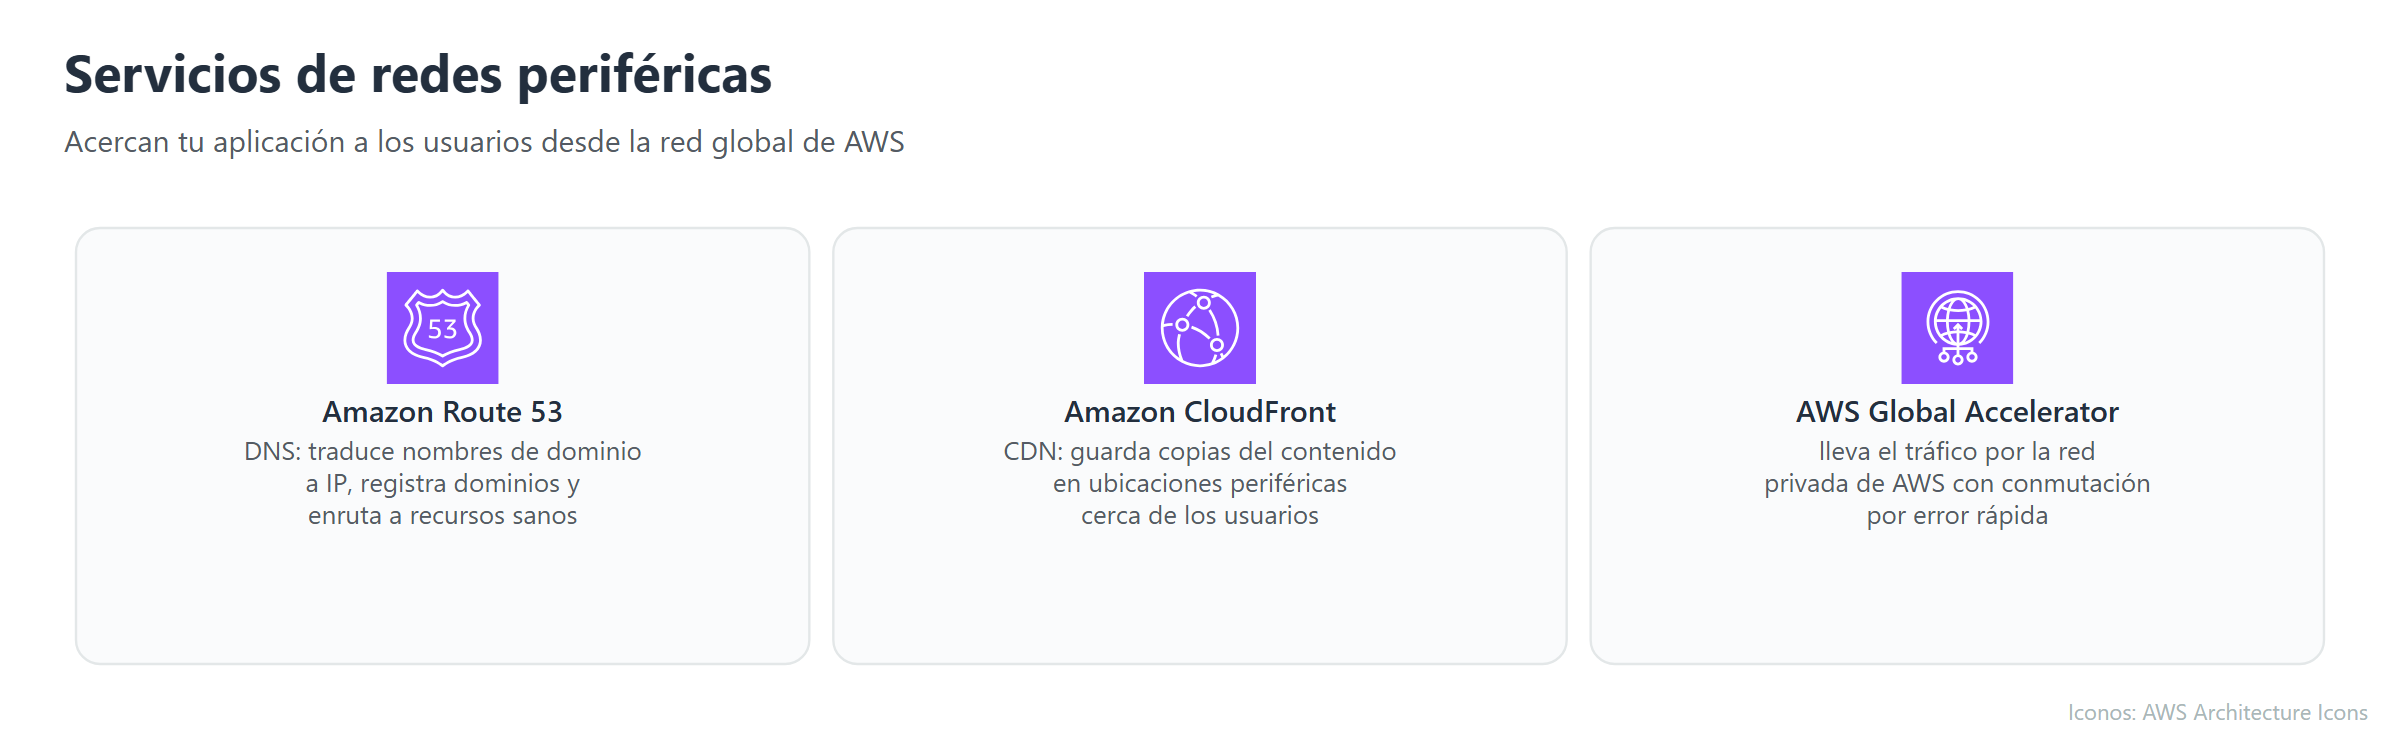 Servicios de redes periféricas
Acercan tu aplicación a los usuarios desde la red global de AWS
53
Amazon Route 53
DNS: traduce nombres de dominio
a IP, registra dominios y
enruta a recursos sanos
Amazon CloudFront
CDN: guarda copias del contenido
en ubicaciones periféricas
cerca de los usuarios
AWS Global Accelerator
lleva el tráfico por la red
privada de AWS con conmutación
por error rápida
Iconos: AWS Architecture Icons